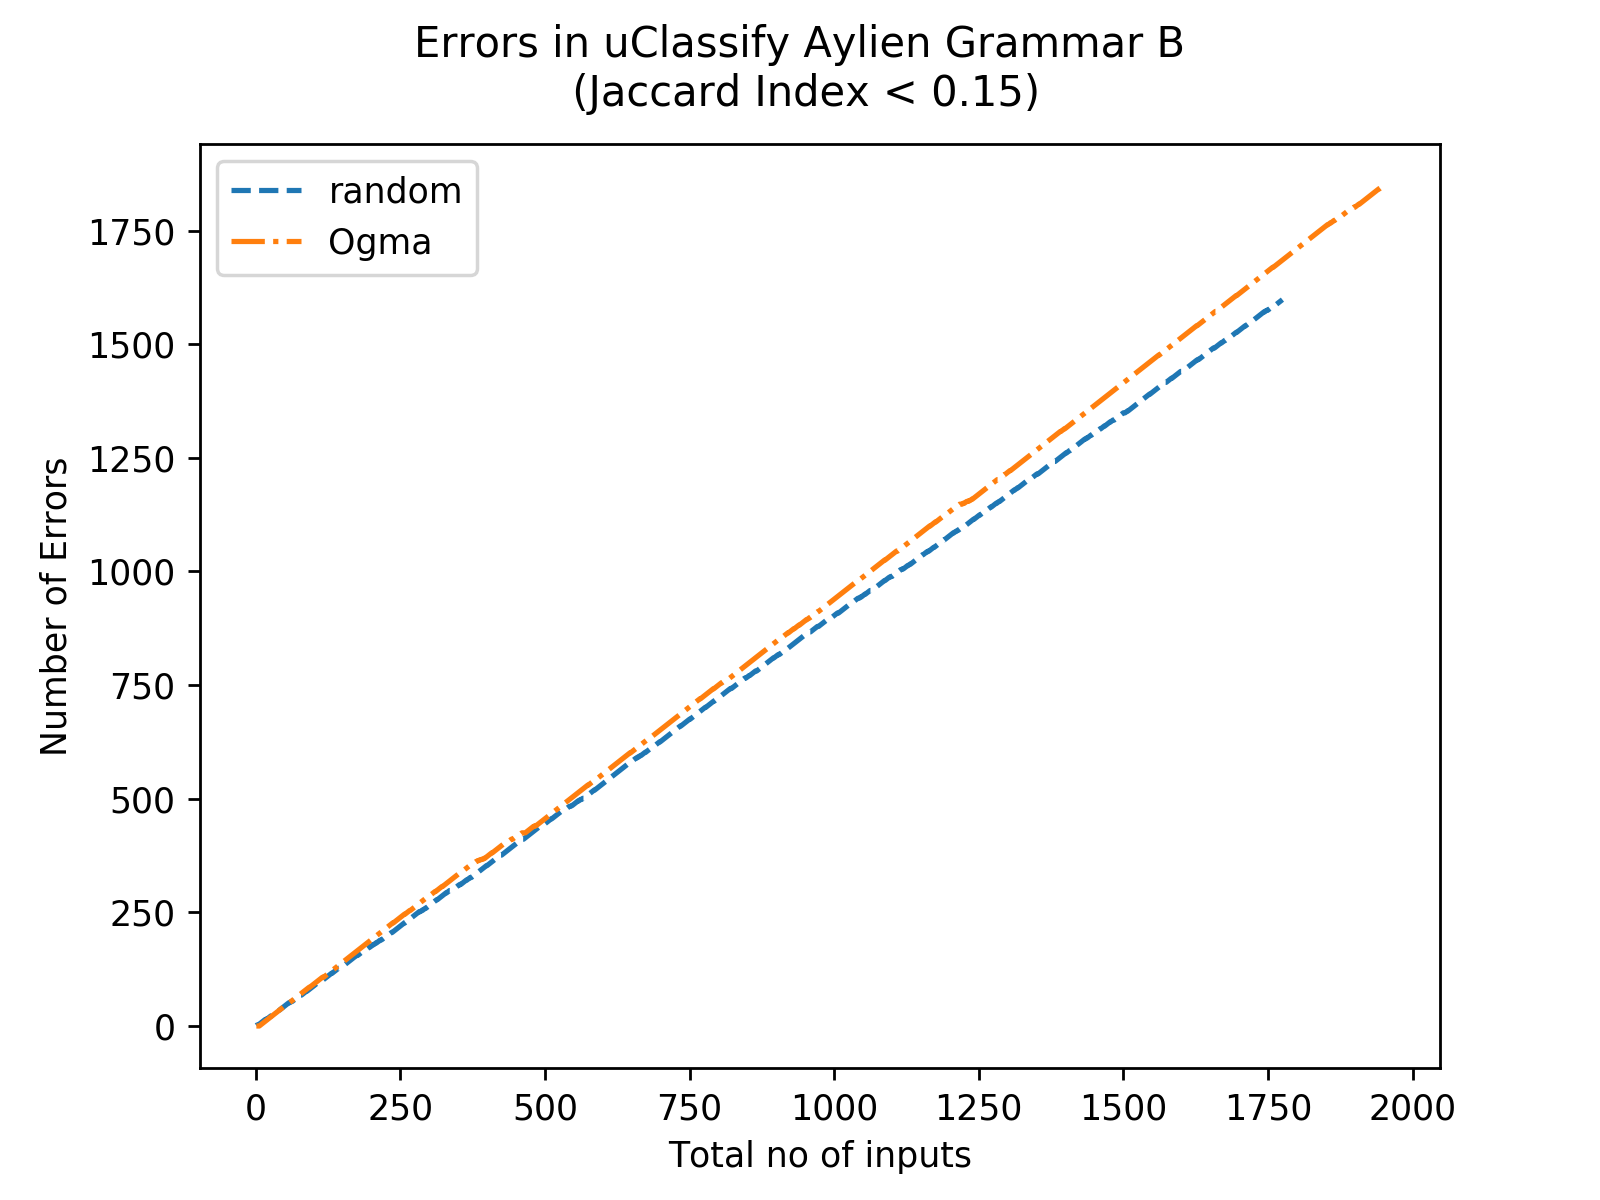 Errors in uClassify Aylien Grammar B
(Jaccard Index < 0.15)
random
Ogma
1750
1500
1250
1000
750
500
250
0
Number of Errors
0 250 500 750 1000 1250 1500 1750 2000
Total no of inputs